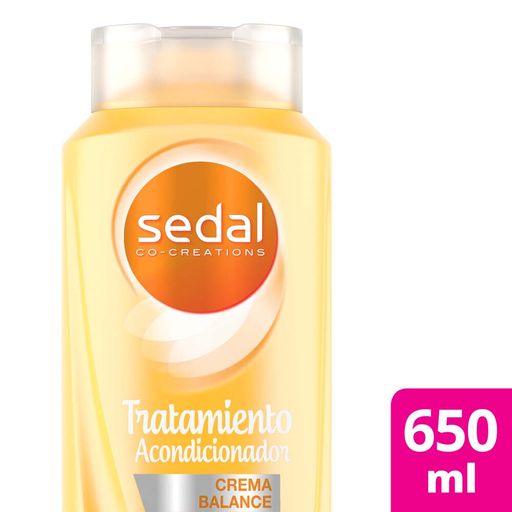 sedal
CO-CREATIONS
Tratamiento
Acondicionador
CREMA
BALANCE
650
ml